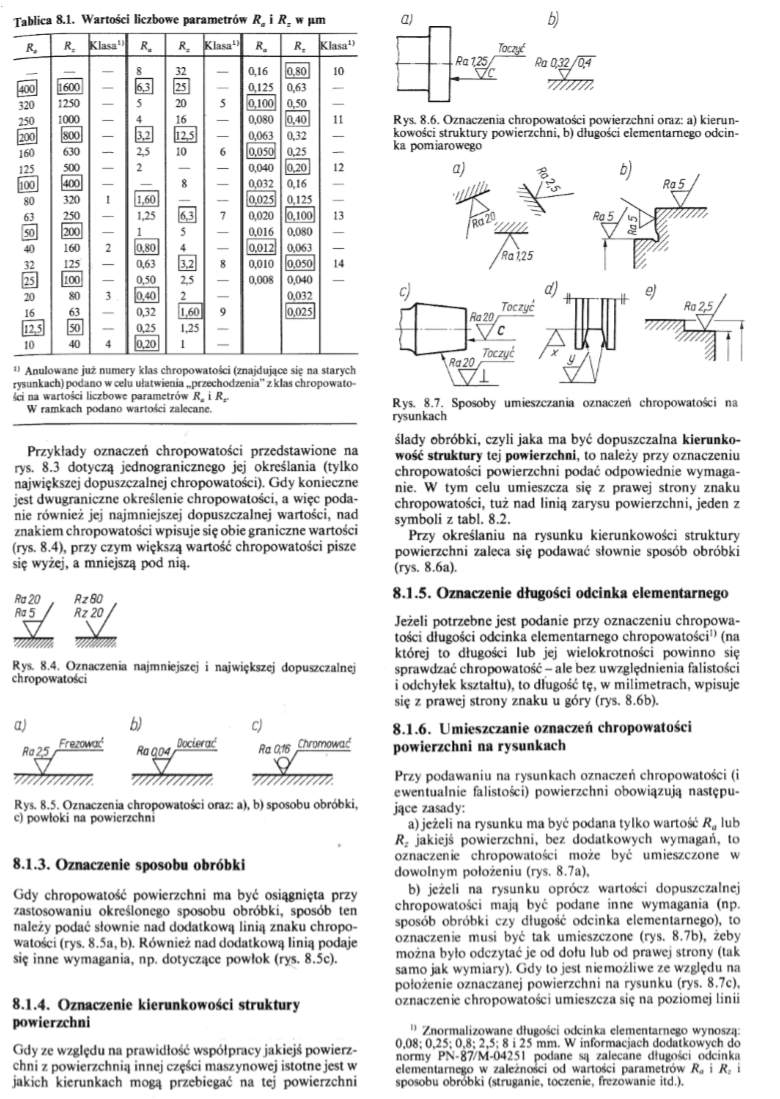 Tablica 8.1. Wartości liczbowe parametrów Rₐ i R_z w µm
Rₐ R_z Klasa¹⁾ Rₐ R_z Klasa¹⁾ Rₐ R_z Klasa¹⁾
— — — 8 32 — 0,16 0,80 10
400 1600 — 6,3 25 — 0,125 0,63 —
320 1250 — 5 20 5 0,100 0,50 —
250 1000 — 4 16 — 0,080 0,40 11
200 800 — 3,2 12,5 — 0,063 0,32 —
160 630 — 2,5 10 6 0,050 0,25 —
125 500 — 2 — — 0,040 0,20 12
100 400 — — 8 — 0,032 0,16 —
80 320 1 1,60 — — 0,025 0,125 —
63 250 — 1,25 6,3 7 0,020 0,100 13
50 200 — 1 5 — 0,016 0,080 —
40 160 2 0,80 4 — 0,012 0,063 —
32 125 — 0,63 3,2 8 0,010 0,050 14
25 100 — 0,50 2,5 — 0,008 0,040 —
20 80 3 0,40 2 — 0,032
16 63 — 0,32 1,60 9 0,025
12,5 50 — 0,25 1,25 —
10 40 4 0,20 1 —
¹⁾ Anulowane już numery klas chropowatości (znajdujące się na starych
rysunkach) podano w celu ułatwienia „przechodzenia” z klas chropowato-
ści na wartości liczbowe parametrów Rₐ i R_z.
W ramkach podano wartości zalecane.
Przykłady oznaczeń chropowatości przedstawione na
rys. 8.3 dotyczą jednogranicznego jej określania (tylko
największej dopuszczalnej chropowatości). Gdy konieczne
jest dwugraniczne określenie chropowatości, a więc poda-
nie również jej najmniejszej dopuszczalnej wartości, nad
znakiem chropowatości wpisuje się obie graniczne wartości
(rys. 8.4), przy czym większą wartość chropowatości pisze
się wyżej, a mniejszą pod nią.
Ra 20 Rz 80
Ra 5 Rz 20
Rys. 8.4. Oznaczenia najmniejszej i największej dopuszczalnej
chropowatości
a) b) c)
Ra 2,5 Frezować Ra 0,04 Docierać Ra 0,16 Chromować
Rys. 8.5. Oznaczenia chropowatości oraz: a), b) sposobu obróbki,
c) powłoki na powierzchni
8.1.3. Oznaczenie sposobu obróbki
Gdy chropowatość powierzchni ma być osiągnięta przy
zastosowaniu określonego sposobu obróbki, sposób ten
należy podać słownie nad dodatkową linią znaku chropo-
watości (rys. 8.5a, b). Również nad dodatkową linią podaje
się inne wymagania, np. dotyczące powłok (rys. 8.5c).
8.1.4. Oznaczenie kierunkowości struktury
powierzchni
Gdy ze względu na prawidłość współpracy jakiejś powierz-
chni z powierzchnią innej części maszynowej istotne jest w
jakich kierunkach mogą przebiegać na tej powierzchni
a) b)
Toczyć
Ra 1,25 C Ra 0,32 0,4
Rys. 8.6. Oznaczenia chropowatości powierzchni oraz: a) kierun-
kowości struktury powierzchni, b) długości elementarnego odcin-
ka pomiarowego
a) b)
Ra 2,5
Ra 20
Ra 1,25
Ra 5
Ra 5
Ra 5
c) d) e)
Toczyć
Ra 20 C
Toczyć
Ra 20 ⊥
x y
Ra 2,5
Rys. 8.7. Sposoby umieszczania oznaczeń chropowatości na
rysunkach
ślady obróbki, czyli jaka ma być dopuszczalna kierunko-
wość struktury tej powierzchni, to należy przy oznaczeniu
chropowatości powierzchni podać odpowiednie wymaga-
nie. W tym celu umieszcza się z prawej strony znaku
chropowatości, tuż nad linią zarysu powierzchni, jeden z
symboli z tabl. 8.2.
Przy określaniu na rysunku kierunkowości struktury
powierzchni zaleca się podawać słownie sposób obróbki
(rys. 8.6a).
8.1.5. Oznaczenie długości odcinka elementarnego
Jeżeli potrzebne jest podanie przy oznaczeniu chropowa-
tości długości odcinka elementarnego chropowatości¹⁾ (na
której to długości lub jej wielokrotności powinno się
sprawdzać chropowatość – ale bez uwzględnienia falistości
i odchyłek kształtu), to długość tę, w milimetrach, wpisuje
się z prawej strony znaku u góry (rys. 8.6b).
8.1.6. Umieszczanie oznaczeń chropowatości
powierzchni na rysunkach
Przy podawaniu na rysunkach oznaczeń chropowatości (i
ewentualnie falistości) powierzchni obowiązują następu-
jące zasady:
a) jeżeli na rysunku ma być podana tylko wartość Rₐ lub
R_z jakiejś powierzchni, bez dodatkowych wymagań, to
oznaczenie chropowatości może być umieszczone w
dowolnym położeniu (rys. 8.7a),
b) jeżeli na rysunku oprócz wartości dopuszczalnej
chropowatości mają być podane inne wymagania (np.
sposób obróbki czy długość odcinka elementarnego), to
oznaczenie musi być tak umieszczone (rys. 8.7b), żeby
można było odczytać je od dołu lub od prawej strony (tak
samo jak wymiary). Gdy to jest niemożliwe ze względu na
położenie oznaczanej powierzchni na rysunku (rys. 8.7c),
oznaczenie chropowatości umieszcza się na poziomej linii
¹⁾ Znormalizowane długości odcinka elementarnego wynoszą:
0,08; 0,25; 0,8; 2,5; 8 i 25 mm. W informacjach dodatkowych do
normy PN-87/M-04251 podane są zalecane długości odcinka
elementarnego w zależności od wartości parametrów Rₐ i R_z i
sposobu obróbki (struganie, toczenie, frezowanie itd.).